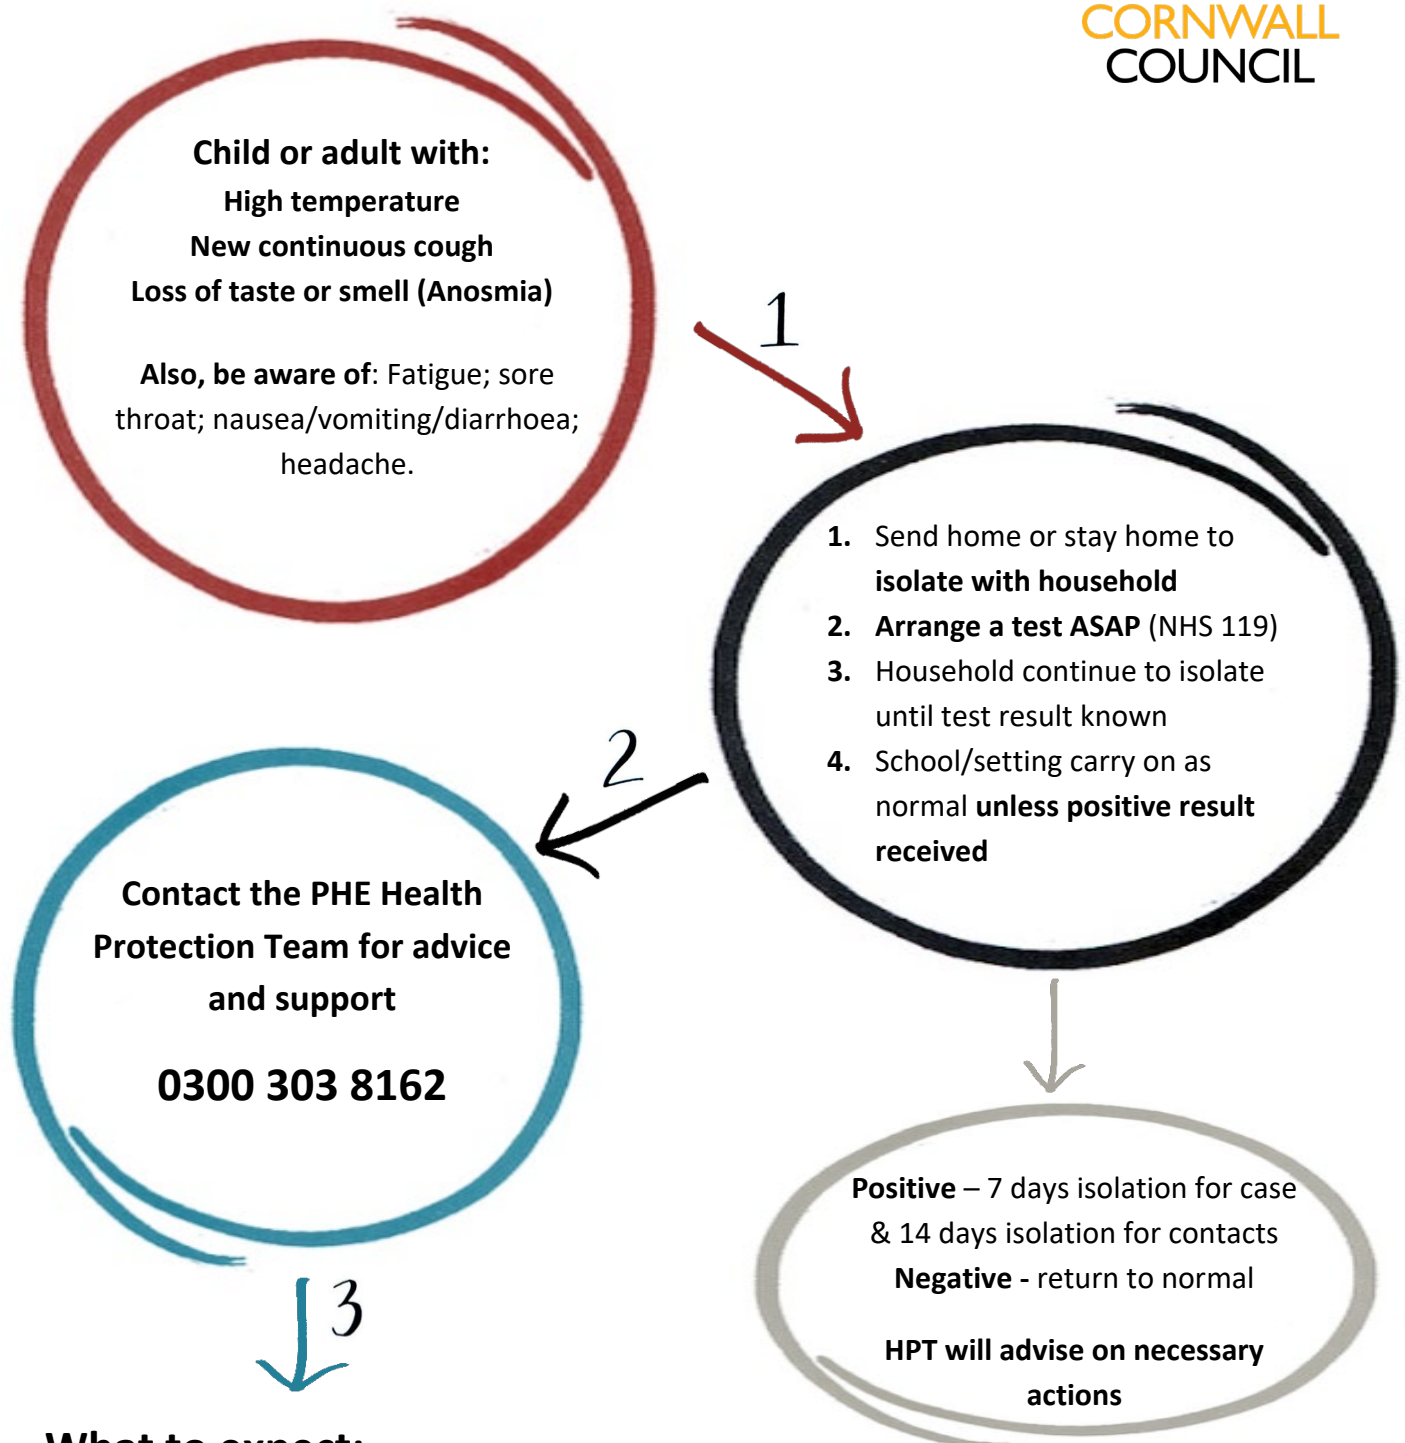 CORNWALL
COUNCIL
Child or adult with:
High temperature
New continuous cough
Loss of taste or smell (Anosmia)
Also, be aware of: Fatigue; sore
throat; nausea/vomiting/diarrhoea;
headache.
1
1. Send home or stay home to
isolate with household
2. Arrange a test ASAP (NHS 119)
3. Household continue to isolate
until test result known
4. School/setting carry on as
normal unless positive result
received
2
Contact the PHE Health
Protection Team for advice
and support
0300 303 8162
Positive – 7 days isolation for case
& 14 days isolation for contacts
Negative - return to normal
HPT will advise on necessary
actions
3
What to expect: